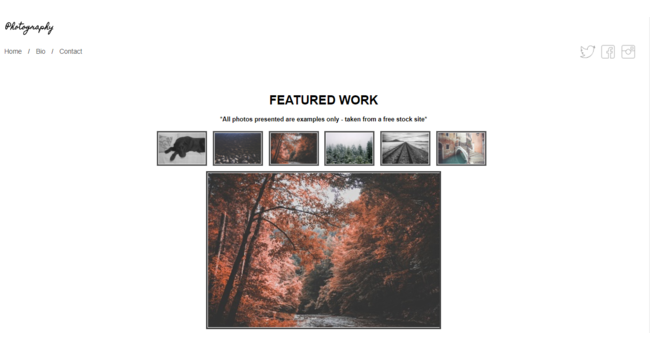 Photography
Home / Bio / Contact
FEATURED WORK
*All photos presented are examples only - taken from a free stock site*